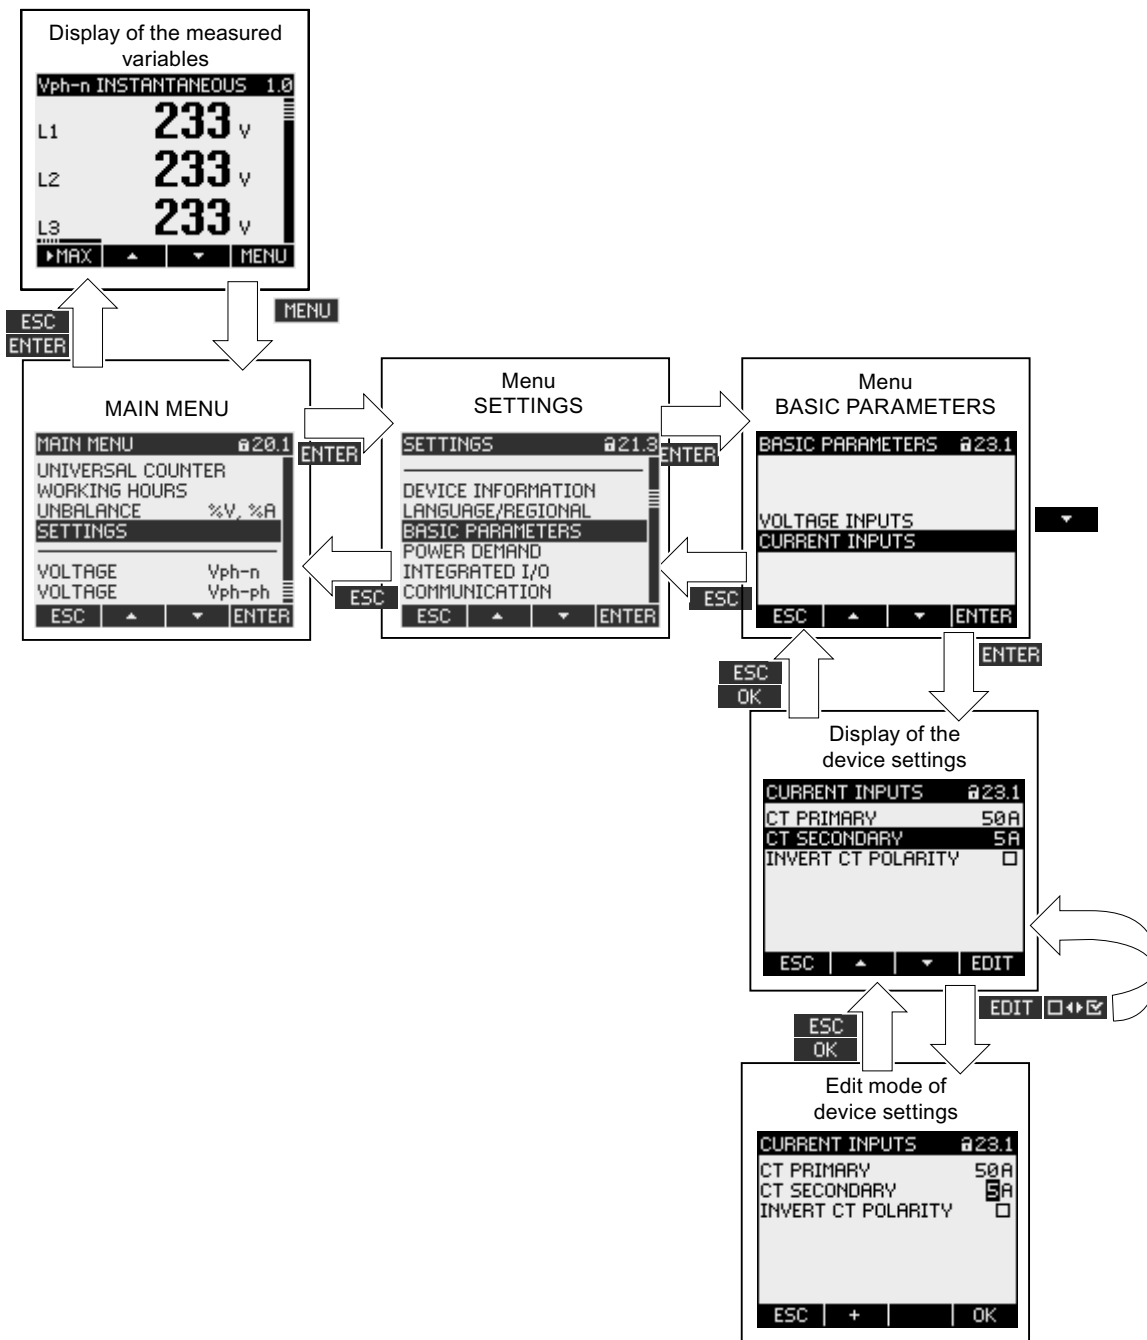 Display of the measured
variables
Vph-n INSTANTANEOUS 1.0
L1 233 V
L2 233 V
L3 233 V
MAX MENU
ESC
ENTER
MENU
MAIN MENU
MAIN MENU 20.1
UNIVERSAL COUNTER
WORKING HOURS
UNBALANCE %V, %A
SETTINGS
VOLTAGE Vph-n
VOLTAGE Vph-ph
ESC ENTER
ENTER
ESC
Menu
SETTINGS
SETTINGS 21.3
DEVICE INFORMATION
LANGUAGE/REGIONAL
BASIC PARAMETERS
POWER DEMAND
INTEGRATED I/O
COMMUNICATION
ESC ENTER
ENTER
ESC
Menu
BASIC PARAMETERS
BASIC PARAMETERS 23.1
VOLTAGE INPUTS
CURRENT INPUTS
ESC ENTER
ESC
OK
ENTER
Display of the
device settings
CURRENT INPUTS 23.1
CT PRIMARY 50A
CT SECONDARY 5A
INVERT CT POLARITY
ESC EDIT
EDIT
ESC
OK
Edit mode of
device settings
CURRENT INPUTS 23.1
CT PRIMARY 50A
CT SECONDARY 5A
INVERT CT POLARITY
ESC + OK